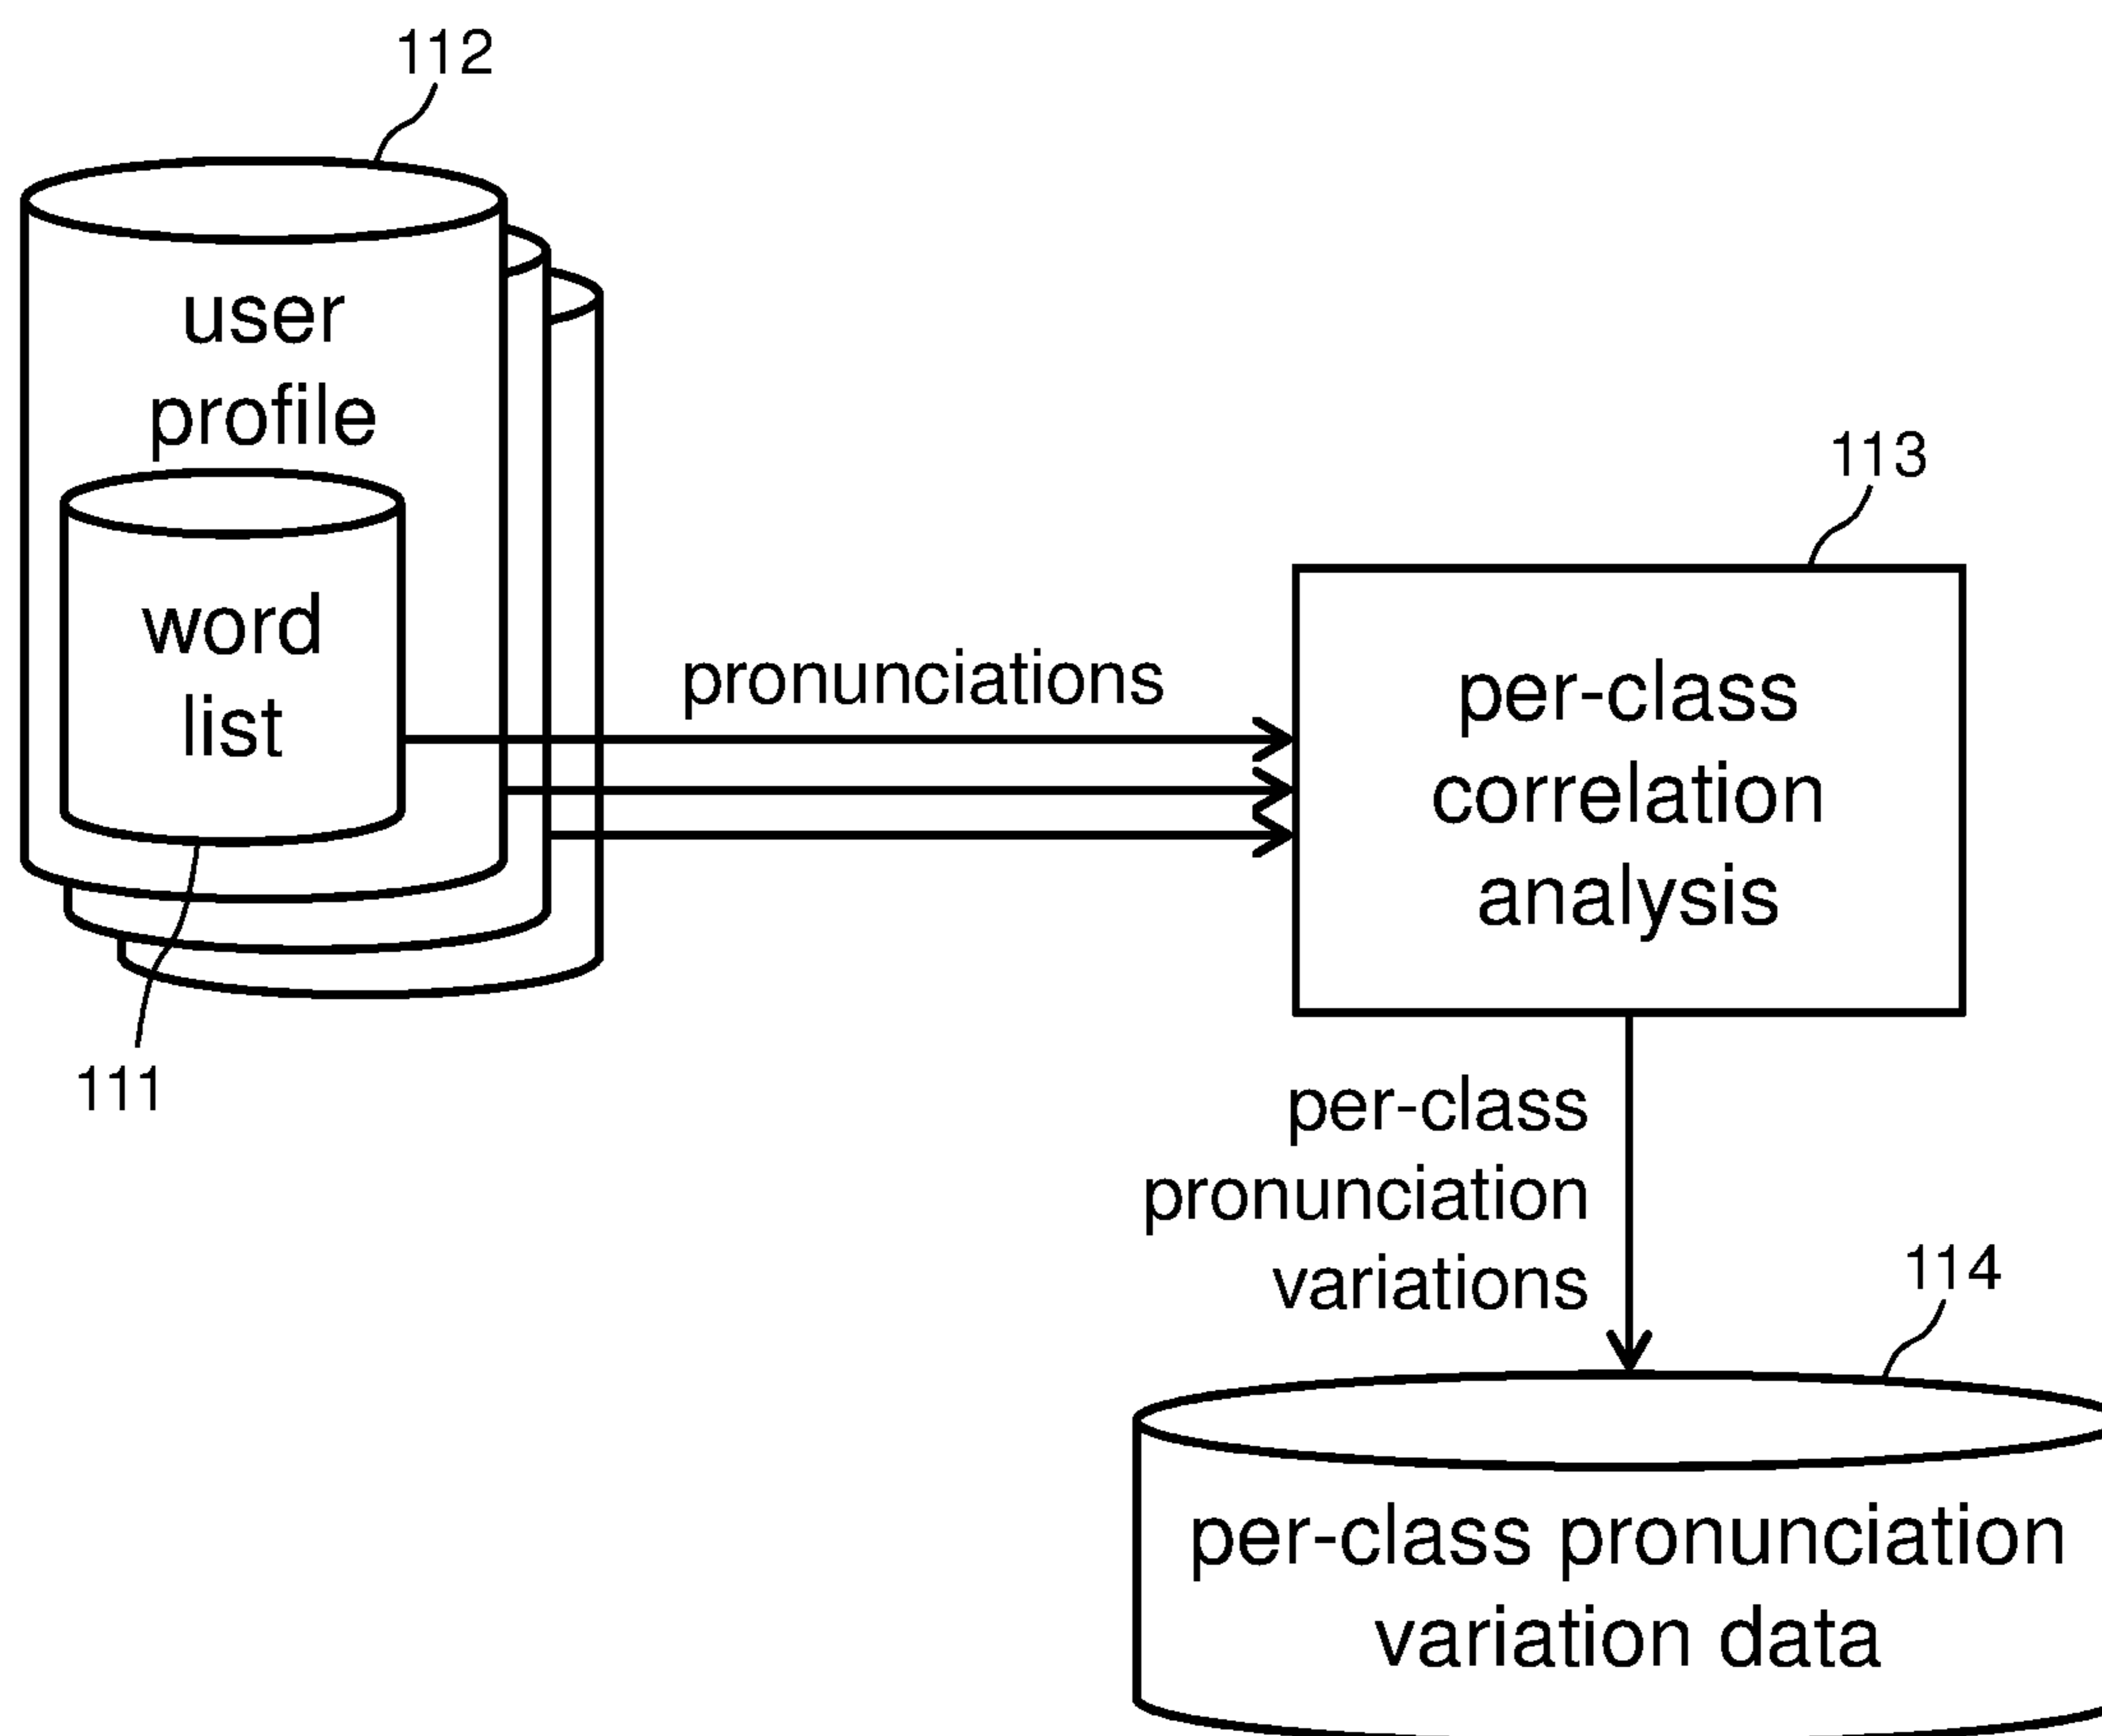 112
user
profile
word
list
111
pronunciations
113
per-class
correlation
analysis
per-class
pronunciation
variations
114
per-class pronunciation
variation data